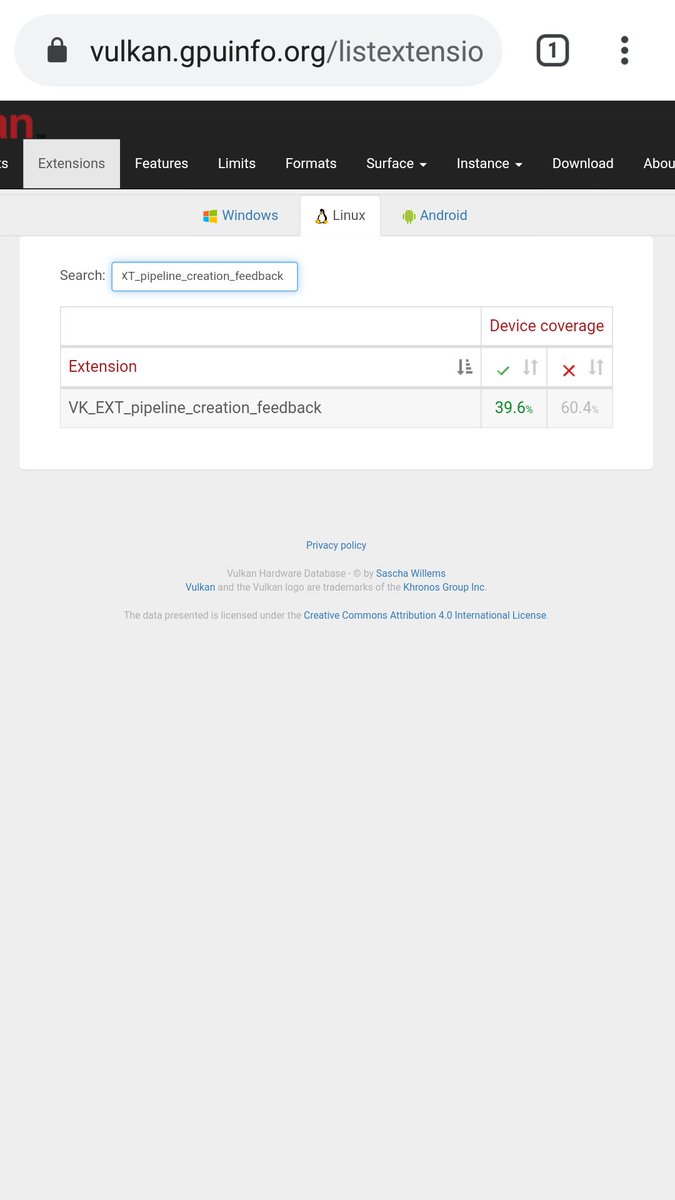 vulkan.gpuinfo.org/listextensio
1
an™
ts Extensions Features Limits Formats Surface Instance Download Abou
Windows Linux Android
Search: XT_pipeline_creation_feedback
Device coverage
Extension
VK_EXT_pipeline_creation_feedback 39.6% 60.4%
Privacy policy
Vulkan Hardware Database - © by Sascha Willems
Vulkan and the Vulkan logo are trademarks of the Khronos Group Inc.
The data presented is licensed under the Creative Commons Attribution 4.0 International License.